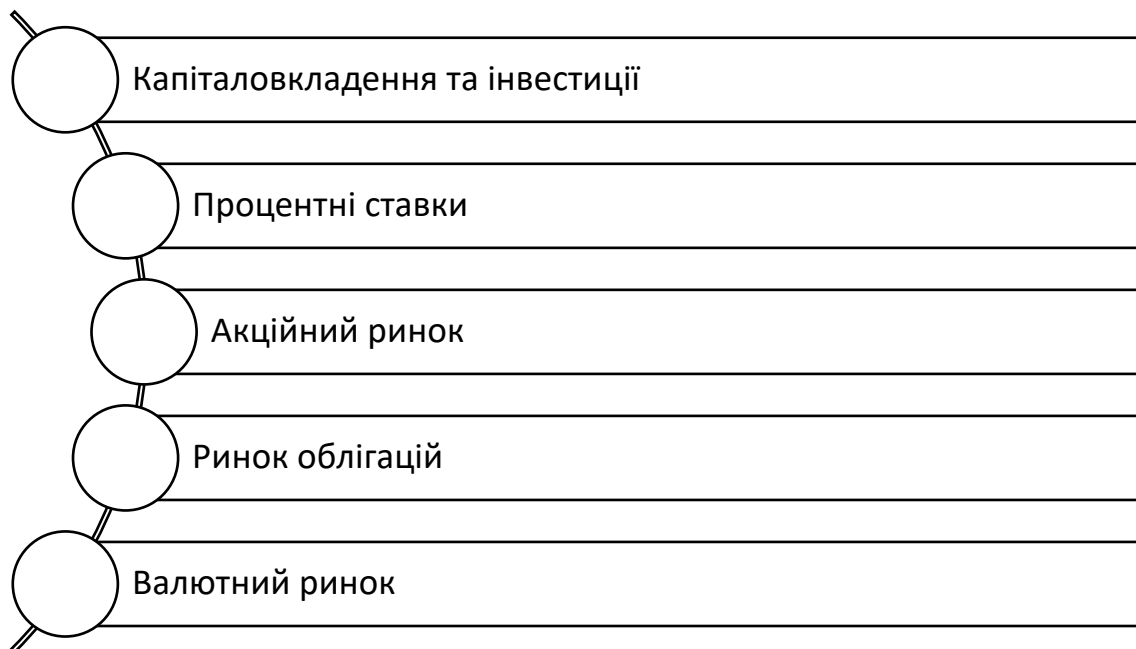 Капіталовкладення та інвестиції
Процентні ставки
Акційний ринок
Ринок облігацій
Валютний ринок